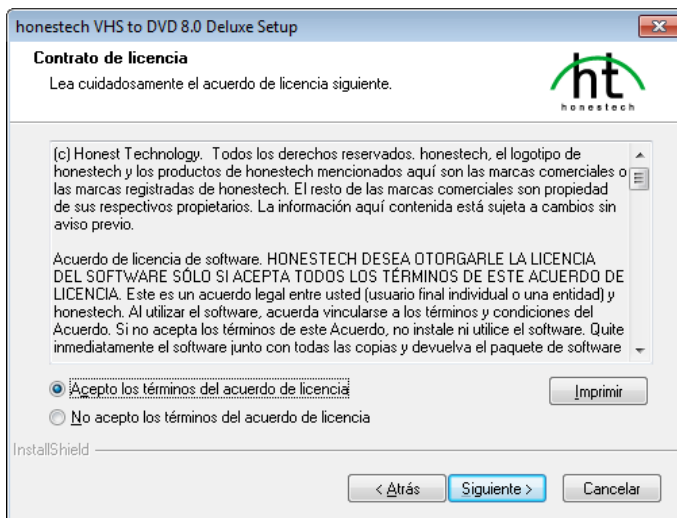 honestech VHS to DVD 8.0 Deluxe Setup
Contrato de licencia
Lea cuidadosamente el acuerdo de licencia siguiente.
ht
honestech
(c) Honest Technology. Todos los derechos reservados. honestech, el logotipo de
honestech y los productos de honestech mencionados aquí son las marcas comerciales o
las marcas registradas de honestech. El resto de las marcas comerciales son propiedad
de sus respectivos propietarios. La información aquí contenida está sujeta a cambios sin
aviso previo.
Acuerdo de licencia de software. HONESTECH DESEA OTORGARLE LA LICENCIA
DEL SOFTWARE SÓLO SI ACEPTA TODOS LOS TÉRMINOS DE ESTE ACUERDO DE
LICENCIA. Este es un acuerdo legal entre usted (usuario final individual o una entidad) y
honestech. Al utilizar el software, acuerda vincularse a los términos y condiciones del
Acuerdo. Si no acepta los términos de este Acuerdo, no instale ni utilice el software. Quite
inmediatamente el software junto con todas las copias y devuelva el paquete de software
Acepto los términos del acuerdo de licencia
Imprimir
No acepto los términos del acuerdo de licencia
InstallShield
< Atrás
Siguiente >
Cancelar